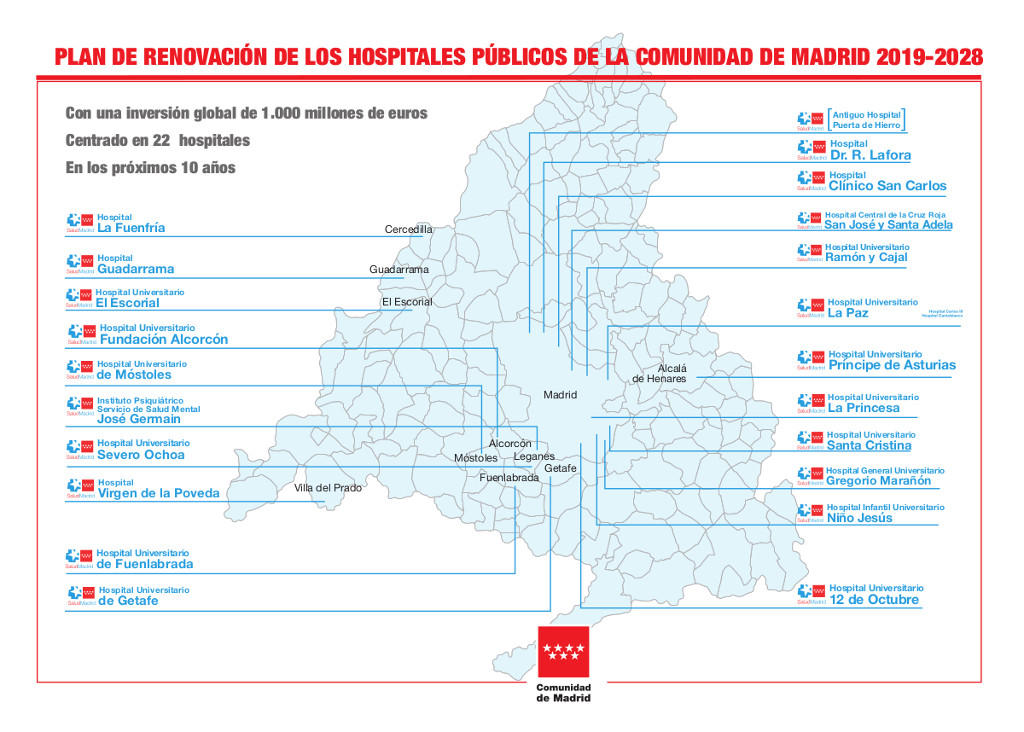 PLAN DE RENOVACIÓN DE LOS HOSPITALES PÚBLICOS DE LA COMUNIDAD DE MADRID 2019-2028
Con una inversión global de 1.000 millones de euros
Centrado en 22 hospitales
En los próximos 10 años
SaludMadrid
Hospital
La Fuenfría
SaludMadrid
Hospital
Guadarrama
SaludMadrid
Hospital Universitario
El Escorial
SaludMadrid
Hospital Universitario
Fundación Alcorcón
SaludMadrid
Hospital Universitario
de Móstoles
SaludMadrid
Instituto Psiquiátrico
Servicio de Salud Mental
José Germain
SaludMadrid
Hospital Universitario
Severo Ochoa
SaludMadrid
Hospital
Virgen de la Poveda
SaludMadrid
Hospital Universitario
de Fuenlabrada
SaludMadrid
Hospital Universitario
de Getafe
Cercedilla
Guadarrama
El Escorial
Alcalá
de Henares
Madrid
Alcorcón
Móstoles
Leganés
Getafe
Fuenlabrada
Villa del Prado
SaludMadrid
Antiguo Hospital
Puerta de Hierro
SaludMadrid
Hospital
Dr. R. Lafora
SaludMadrid
Hospital
Clínico San Carlos
SaludMadrid
Hospital Central de la Cruz Roja
San José y Santa Adela
SaludMadrid
Hospital Universitario
Ramón y Cajal
SaludMadrid
Hospital Universitario
La Paz
Hospital Carlos III
Hospital Cantoblanco
SaludMadrid
Hospital Universitario
Príncipe de Asturias
SaludMadrid
Hospital Universitario
La Princesa
SaludMadrid
Hospital Universitario
Santa Cristina
SaludMadrid
Hospital General Universitario
Gregorio Marañón
SaludMadrid
Hospital Infantil Universitario
Niño Jesús
SaludMadrid
Hospital Universitario
12 de Octubre
Comunidad
de Madrid